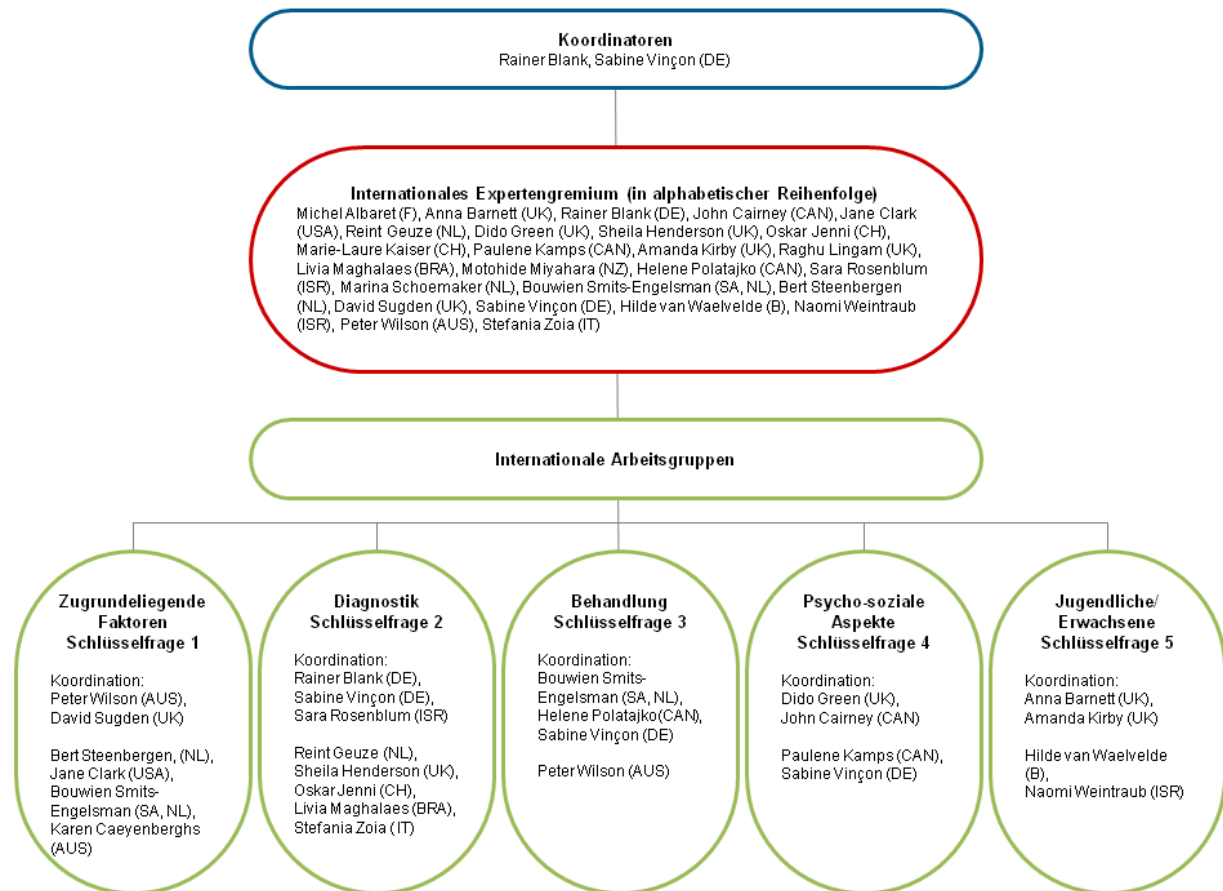 Koordinatoren
Rainer Blank, Sabine Vinçon (DE)
Internationales Expertengremium (in alphabetischer Reihenfolge)
Michel Albaret (F), Anna Barnett (UK), Rainer Blank (DE), John Cairney (CAN), Jane Clark
(USA), Reint Geuze (NL), Dido Green (UK), Sheila Henderson (UK), Oskar Jenni (CH),
Marie-Laure Kaiser (CH), Paulene Kamps (CAN), Amanda Kirby (UK), Raghu Lingam (UK),
Livia Maghalaes (BRA), Motohide Miyahara (NZ), Helene Polatajko (CAN), Sara Rosenblum
(ISR), Marina Schoemaker (NL), Bouwien Smits-Engelsman (SA, NL), Bert Steenbergen
(NL), David Sugden (UK), Sabine Vinçon (DE), Hilde van Waelvelde (B), Naomi Weintraub
(ISR), Peter Wilson (AUS), Stefania Zoia (IT)
Internationale Arbeitsgruppen
Zugrundeliegende
Faktoren
Schlüsselfrage 1
Koordination:
Peter Wilson (AUS),
David Sugden (UK)
Bert Steenbergen, (NL),
Jane Clark (USA),
Bouwien Smits-
Engelsman (SA, NL),
Karen Caeyenberghs
(AUS)
Diagnostik
Schlüsselfrage 2
Koordination:
Rainer Blank (DE),
Sabine Vinçon (DE),
Sara Rosenblum (ISR)
Reint Geuze (NL),
Sheila Henderson (UK),
Oskar Jenni (CH),
Livia Maghalaes (BRA),
Stefania Zoia ( IT)
Behandlung
Schlüsselfrage 3
Koordination:
Bouwien Smits-
Engelsman (SA, NL),
Helene Polatajko(CAN),
Sabine Vinçon (DE)
Peter Wilson (AUS)
Psycho-soziale
Aspekte
Schlüsselfrage 4
Koordination:
Dido Green (UK),
John Cairney (CAN)
Paulene Kamps (CAN),
Sabine Vinçon (DE)
Jugendliche/
Erwachsene
Schlüsselfrage 5
Koordination:
Anna Barnett (UK),
Amanda Kirby (UK)
Hilde van Waelvelde
(B),
Naomi Weintraub (ISR)